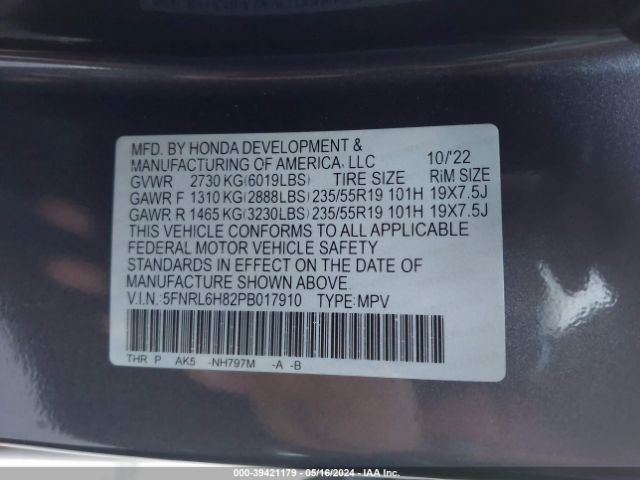 MFD. BY HONDA DEVELOPMENT &
MANUFACTURING OF AMERICA, LLC 10/'22
GVWR 2730 KG(6019LBS) TIRE SIZE RiM SIZE
GAWR F 1310 KG(2888LBS) 235/55R19 101H 19X7.5J
GAWR R 1465 KG(3230LBS) 235/55R19 101H 19X7.5J
THIS VEHICLE CONFORMS TO ALL APPLICABLE
FEDERAL MOTOR VEHICLE SAFETY
STANDARDS IN EFFECT ON THE DATE OF
MANUFACTURE SHOWN ABOVE.
V.I.N.: 5FNRL6H82PB017910 TYPE: MPV
THR P AK5 -NH797M -A -B
000-39421179 - 05/16/2024 - IAA Inc.